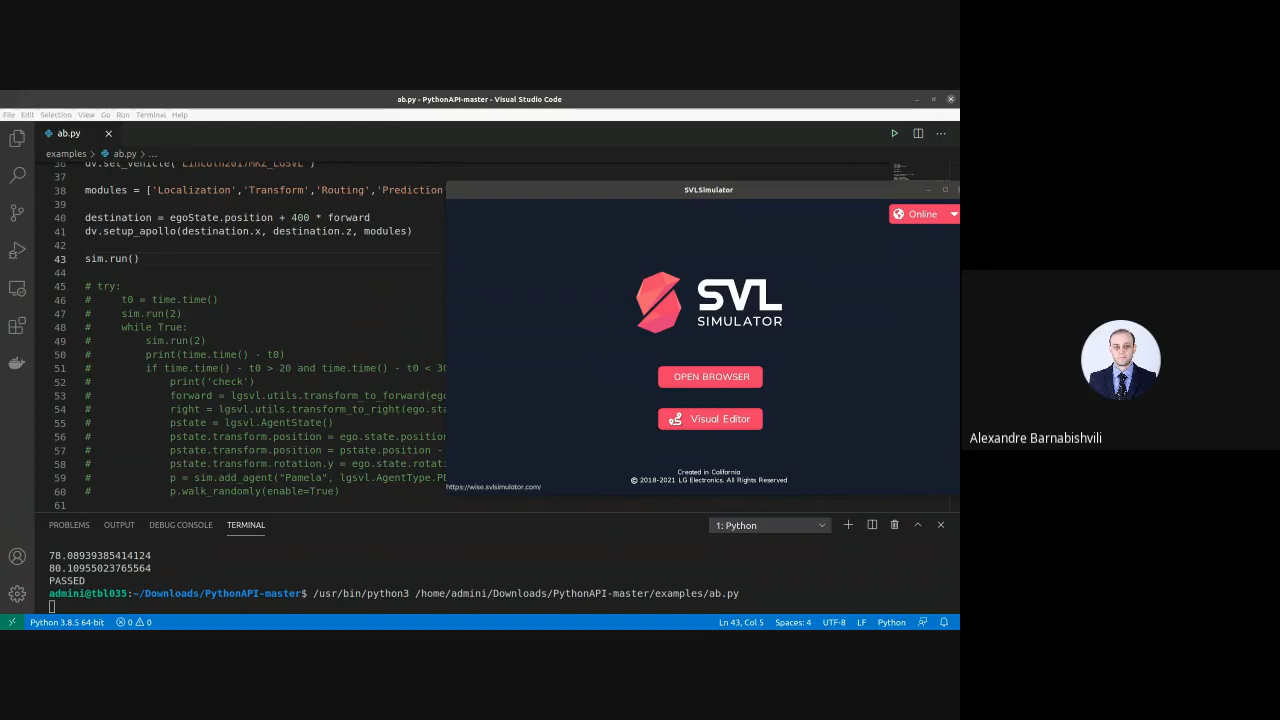 ab.py - PythonAPI-master - Visual Studio Code
File Edit Selection View Go Run Terminal Help
ab.py
examples > ab.py > ...
36 dv.set_vehicle('Lincoln2017MKZ_LGSVL')
37
38 modules = ['Localization','Transform','Routing','Prediction
39
40 destination = egoState.position + 400 * forward
41 dv.setup_apollo(destination.x, destination.z, modules)
42
43 sim.run()
44
45 # try:
46 # t0 = time.time()
47 # sim.run(2)
48 # while True:
49 # sim.run(2)
50 # print(time.time() - t0)
51 # if time.time() - t0 > 20 and time.time() - t0 < 30
52 # print('check')
53 # forward = lgsvl.utils.transform_to_forward(ego
54 # right = lgsvl.utils.transform_to_right(ego.sta
55 # pstate = lgsvl.AgentState()
56 # pstate.transform.position = ego.state.position
57 # pstate.transform.position = pstate.position -
58 # pstate.transform.rotation.y = ego.state.rotati
59 # p = sim.add_agent("Pamela", lgsvl.AgentType.PE
60 # p.walk_randomly(enable=True)
61
SVLSimulator
Online
SVL
SIMULATOR
OPEN BROWSER
Visual Editor
Created in California
© 2018-2021 LG Electronics. All Rights Reserved
https://wise.svlsimulator.com/
PROBLEMS OUTPUT DEBUG CONSOLE TERMINAL
1: Python
78.08939385414124
80.10955023765564
PASSED
admini@tbl035:~/Downloads/PythonAPI-master$ /usr/bin/python3 /home/admini/Downloads/PythonAPI-master/examples/ab.py
Python 3.8.5 64-bit 0 0 Ln 43, Col 5 Spaces: 4 UTF-8 LF Python
Alexandre Barnabishvili